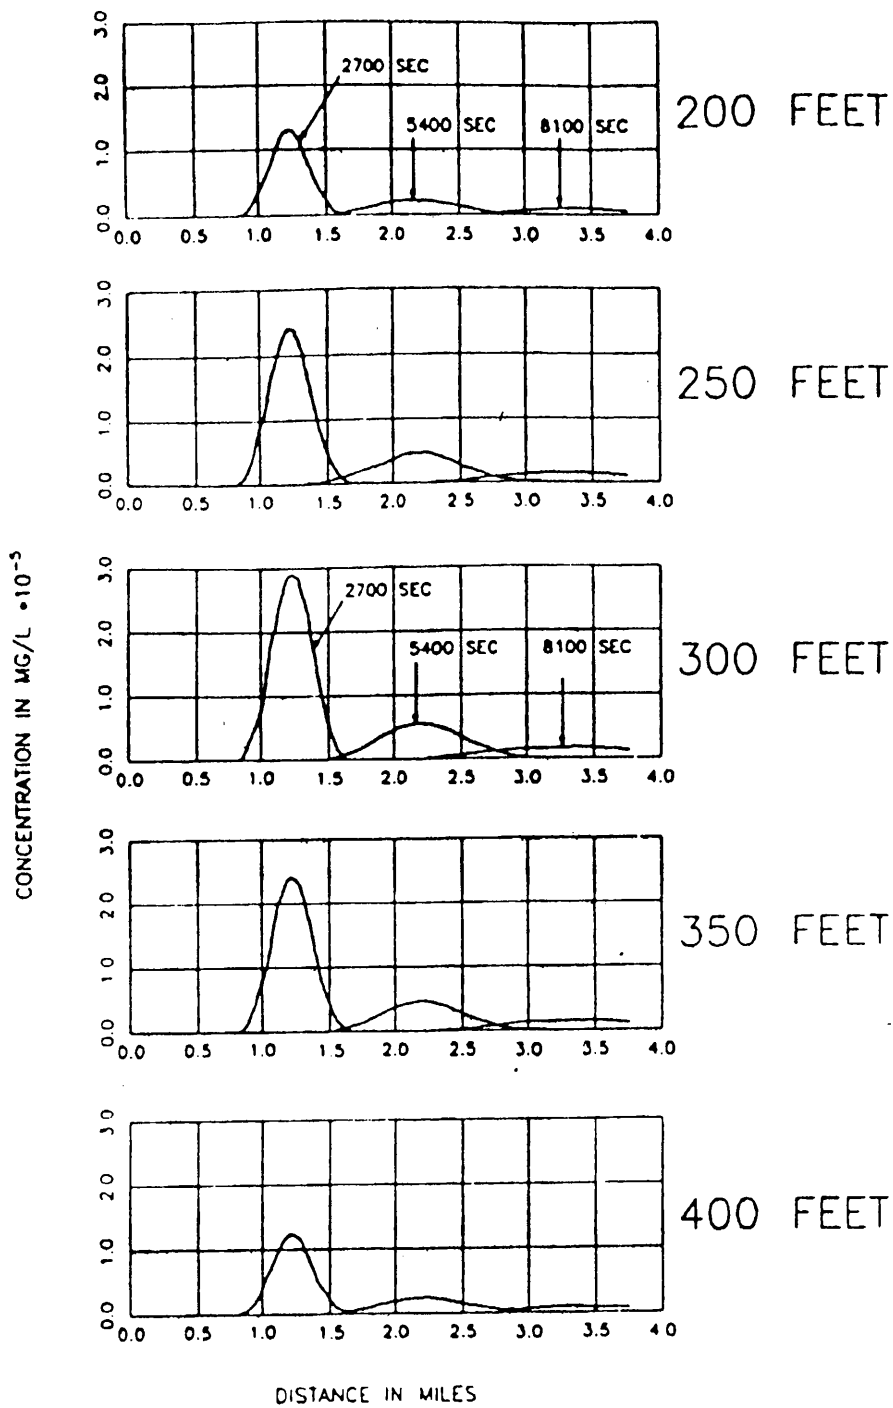 3.0
2.0
1.0
0.0
2700 SEC
5400 SEC
8100 SEC
200 FEET
0.0 0.5 1.0 1.5 2.0 2.5 3.0 3.5 4.0
3.0
2.0
1.0
0.0
250 FEET
0.0 0.5 1.0 1.5 2.0 2.5 3.0 3.5 4.0
CONCENTRATION IN MG/L *10-5
3.0
2.0
1.0
0.0
2700 SEC
5400 SEC
8100 SEC
300 FEET
0.0 0.5 1.0 1.5 2.0 2.5 3.0 3.5 4.0
3.0
2.0
1.0
0.0
350 FEET
0.0 0.5 1.0 1.5 2.0 2.5 3.0 3.5 4.0
3.0
2.0
1.0
0.0
400 FEET
0.0 0.5 1.0 1.5 2.0 2.5 3.0 3.5 4.0
DISTANCE IN MILES